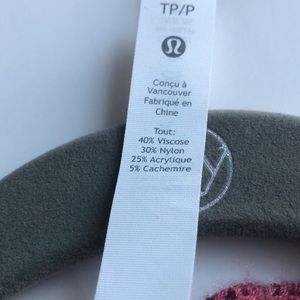 TP/P
Conçu à
Vancouver
Fabriqué en
Chine
Tout:
40% Viscose
30% Nylon
25% Acrylique
5% Cachemire